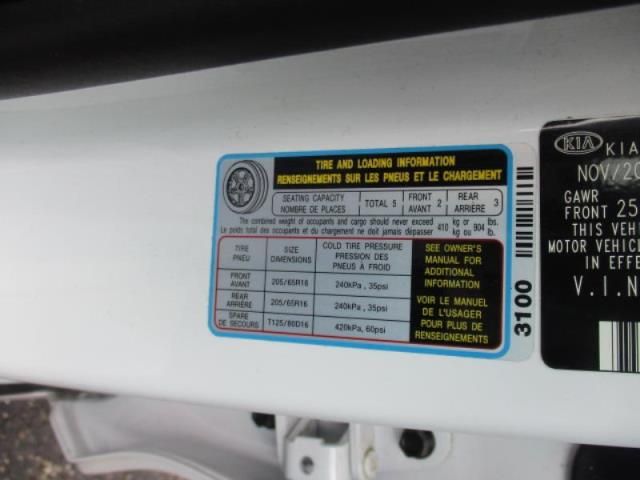 TIRE AND LOADING INFORMATION
RENSEIGNEMENTS SUR LES PNEUS ET LE CHARGEMENT
SEATING CAPACITY
NOMBRE DE PLACES
TOTAL 5
FRONT
AVANT 2
REAR
ARRIÈRE 3
The combined weight of occupants and cargo should never exceed 410 kg or 904 lbs.
Le poids total des occupants et du chargement ne doit jamais dépasser kg ou lb.
TIRE
PNEU
SIZE
DIMENSIONS
COLD TIRE PRESSURE
PRESSION DES
PNEUS À FROID
FRONT
AVANT
205/65R16
240kPa, 35psi
REAR
ARRIÈRE
205/65R16
240kPa, 35psi
SPARE
DE SECOURS
T125/80D16
420kPa, 60psi
SEE OWNER'S
MANUAL FOR
ADDITIONAL
INFORMATION
VOIR LE MANUEL
DE L'USAGER
POUR PLUS DE
RENSEIGNEMENTS
3100
KIA KIA
NOV/20
GAWR
FRONT 25
THIS VEHI
MOTOR VEHIC
IN EFFE
V.I.N